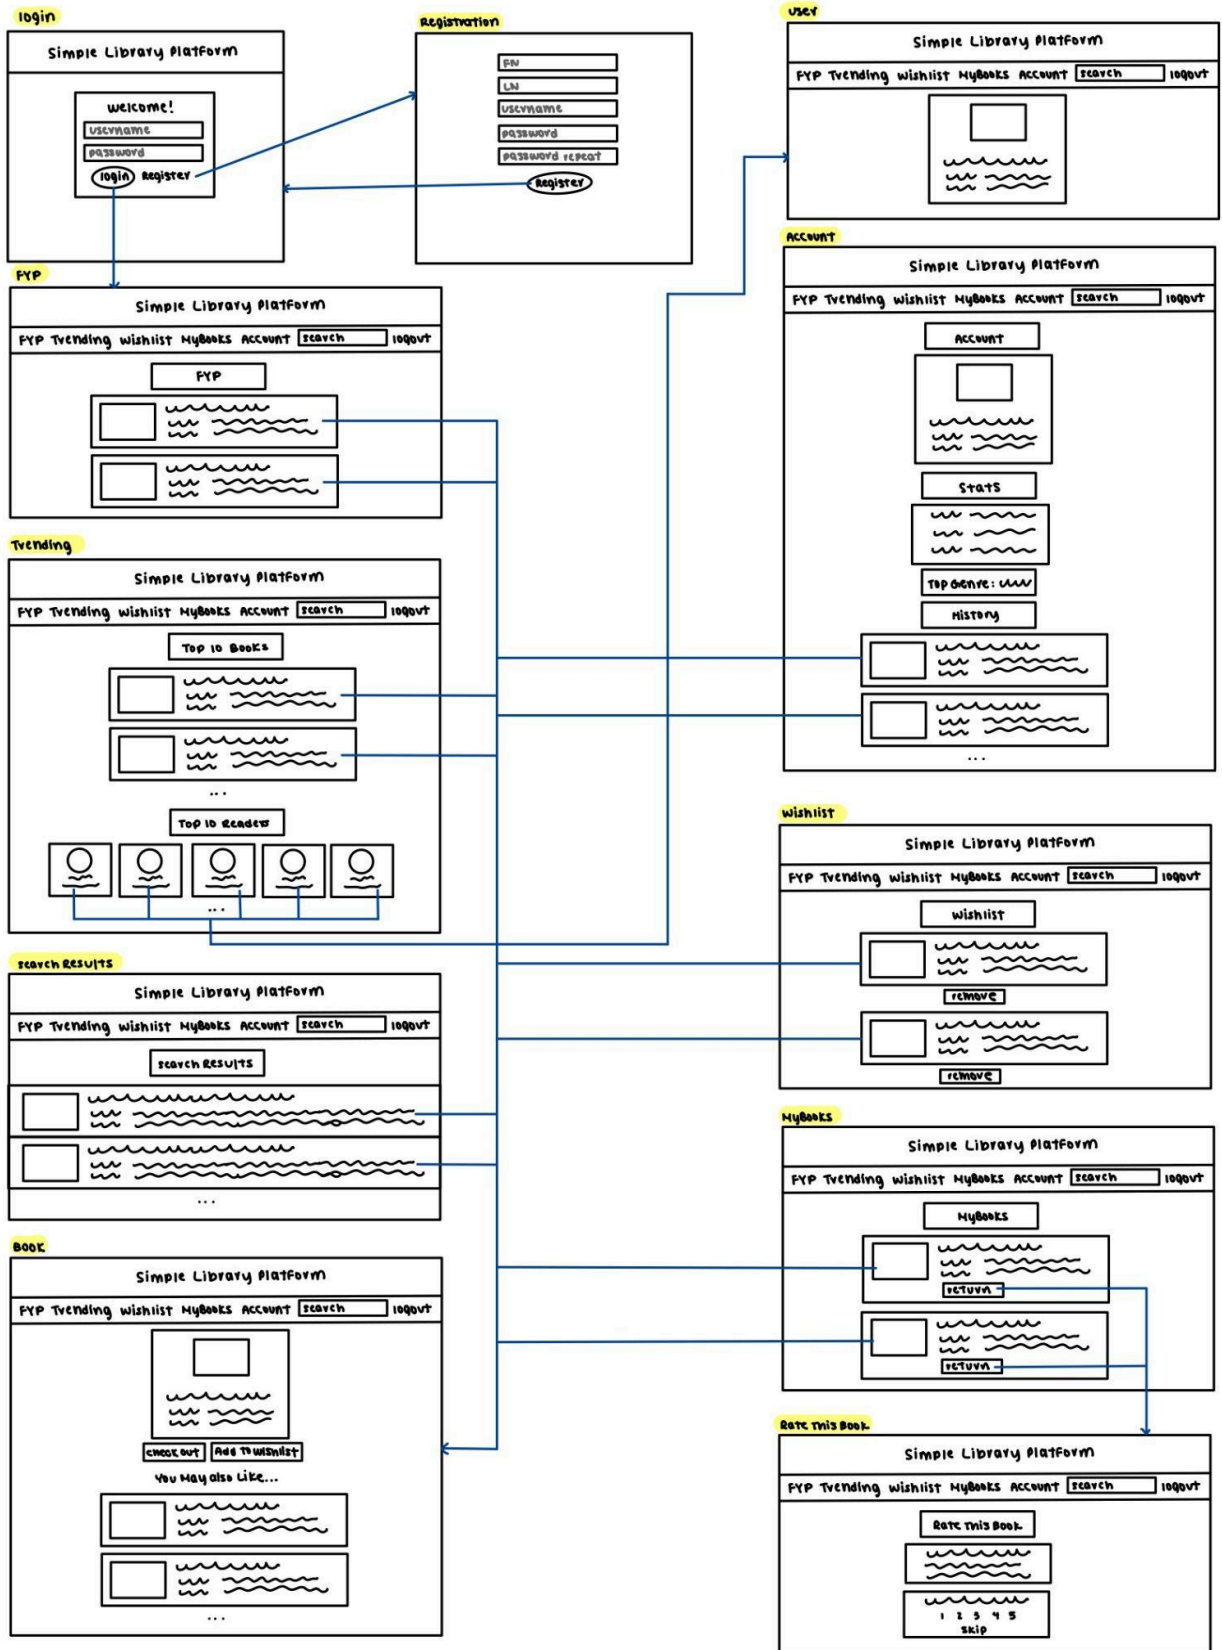 login
Simple Library Platform
welcome!
username
password
login Register
Registration
FN
LN
username
password
password repeat
Register
user
Simple Library Platform
FYP Trending wishlist MyBooks Account search logout
Account
Simple Library Platform
FYP Trending wishlist MyBooks Account search logout
Account
Stats
Top Genre:
History
...
FYP
Simple Library Platform
FYP Trending wishlist MyBooks Account search logout
FYP
Trending
Simple Library Platform
FYP Trending wishlist MyBooks Account search logout
Top 10 Books
...
Top 10 Readers
...
wishlist
Simple Library Platform
FYP Trending wishlist MyBooks Account search logout
wishlist
remove
remove
search Results
Simple Library Platform
FYP Trending wishlist MyBooks Account search logout
search Results
...
MyBooks
Simple Library Platform
FYP Trending wishlist MyBooks Account search logout
MyBooks
return
return
Book
Simple Library Platform
FYP Trending wishlist MyBooks Account search logout
check out Add to wishlist
You May also Like...
...
Rate This Book
Simple Library Platform
FYP Trending wishlist MyBooks Account search logout
Rate This Book
1 2 3 4 5
skip